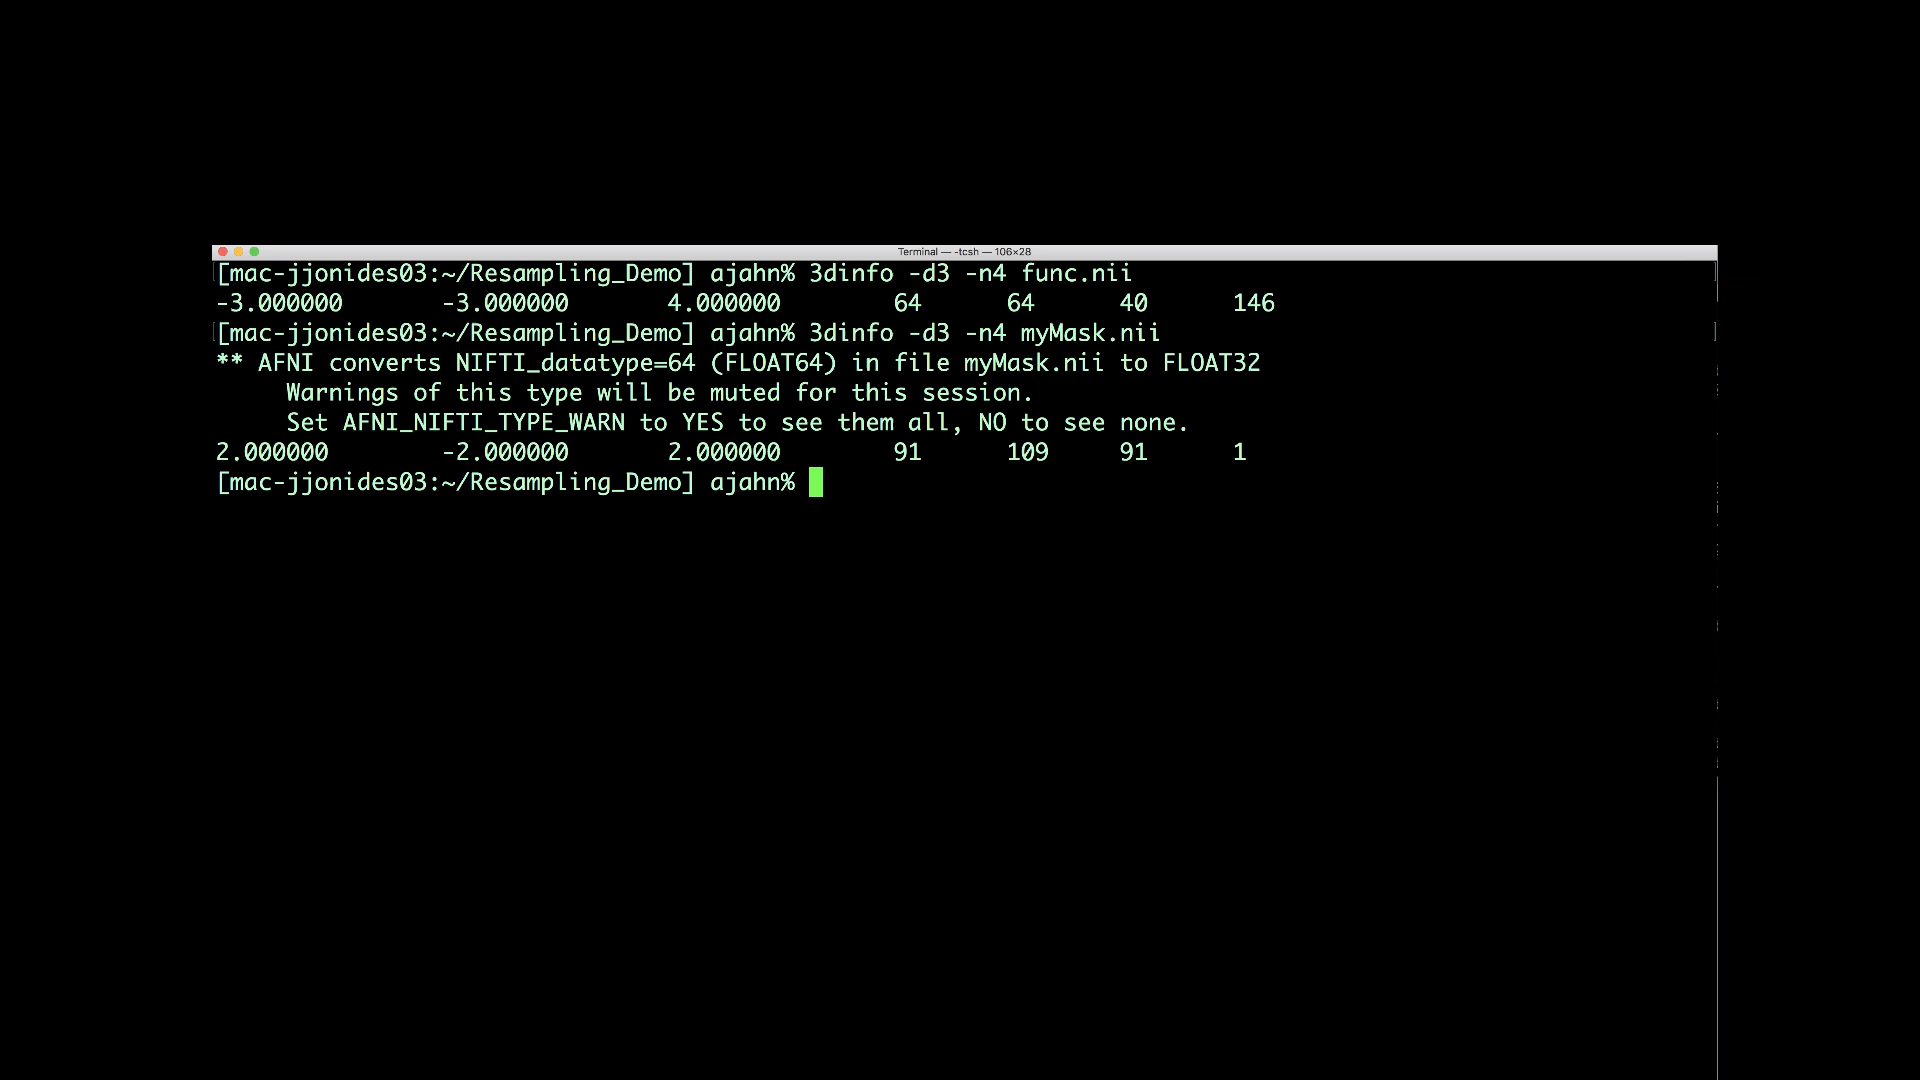 Terminal — -tcsh — 106×28
[mac-jjonides03:~/Resampling_Demo] ajahn% 3dinfo -d3 -n4 func.nii
-3.000000 -3.000000 4.000000 64 64 40 146
[mac-jjonides03:~/Resampling_Demo] ajahn% 3dinfo -d3 -n4 myMask.nii
** AFNI converts NIFTI_datatype=64 (FLOAT64) in file myMask.nii to FLOAT32
Warnings of this type will be muted for this session.
Set AFNI_NIFTI_TYPE_WARN to YES to see them all, NO to see none.
2.000000 -2.000000 2.000000 91 109 91 1
[mac-jjonides03:~/Resampling_Demo] ajahn%